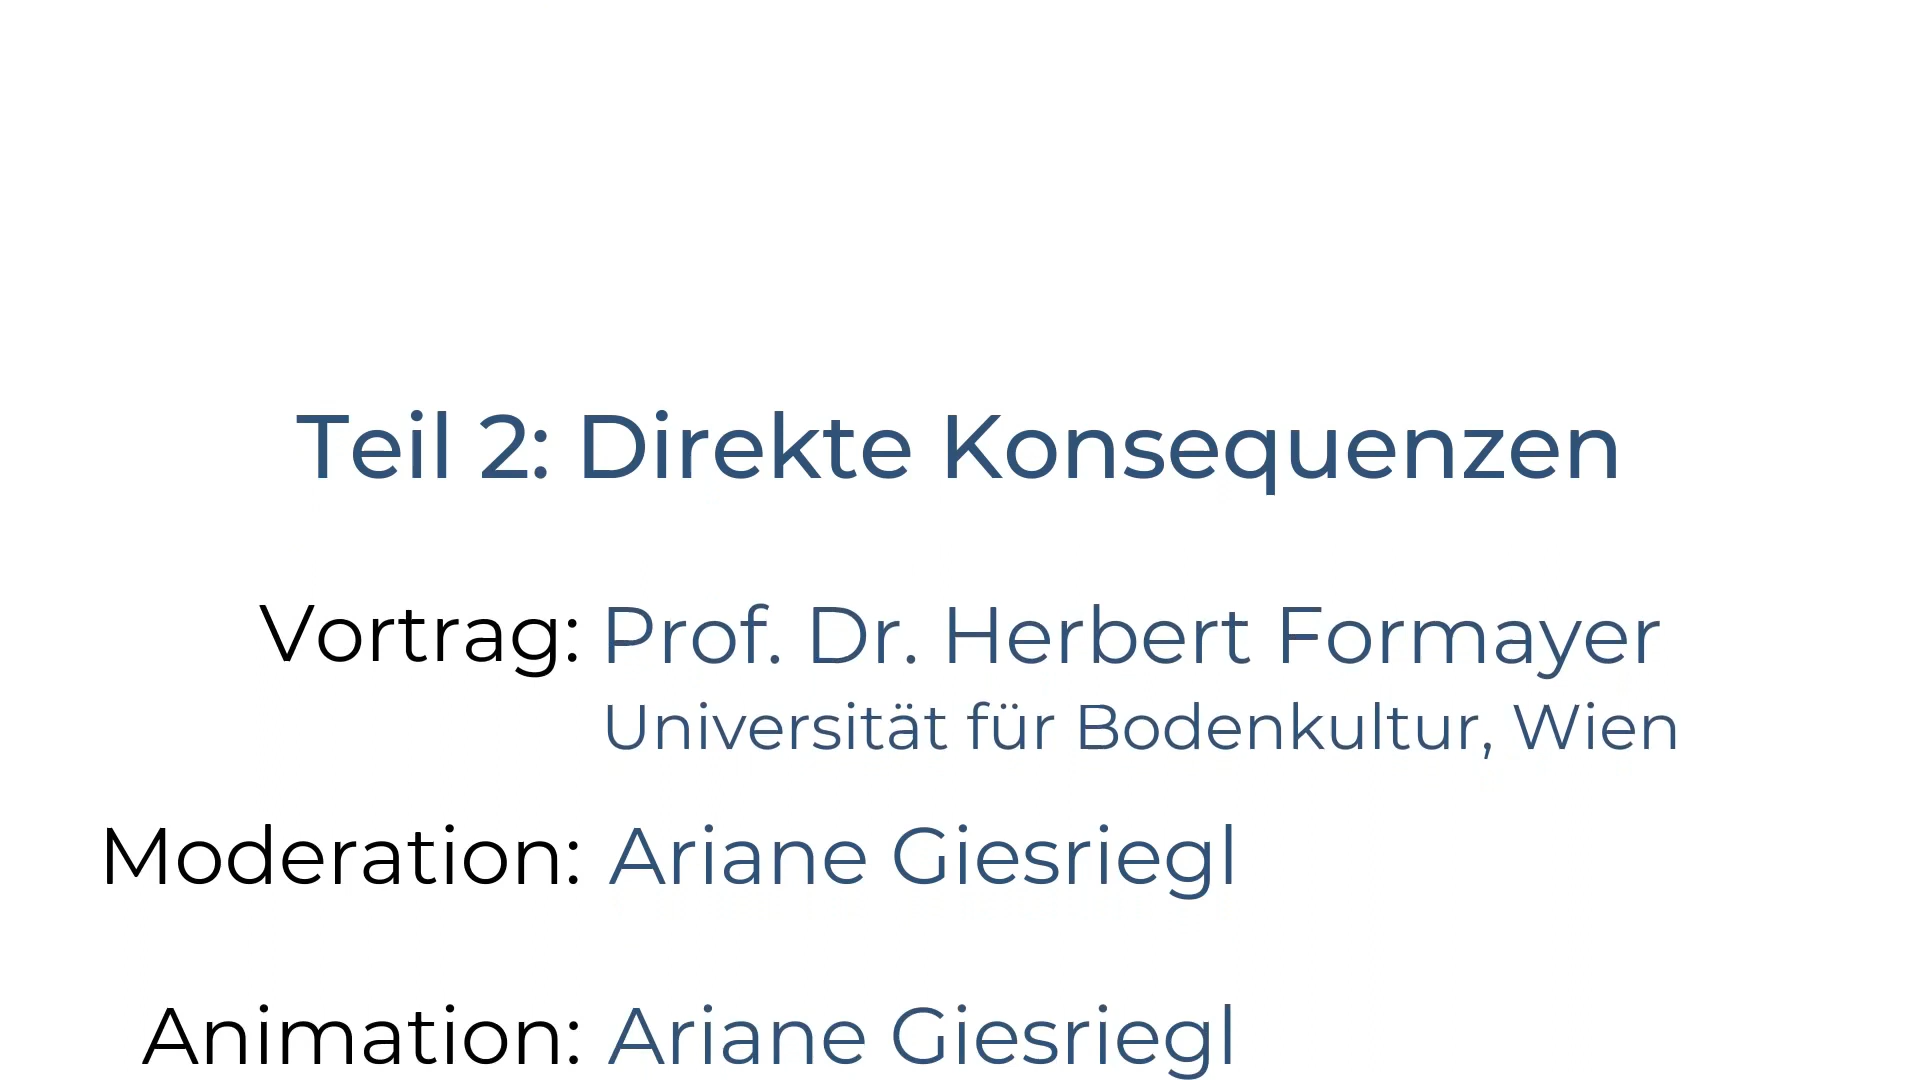 Teil 2: Direkte Konsequenzen
Vortrag: Prof. Dr. Herbert Formayer
Universität für Bodenkultur, Wien
Moderation: Ariane Giesriegl
Animation: Ariane Giesriegl